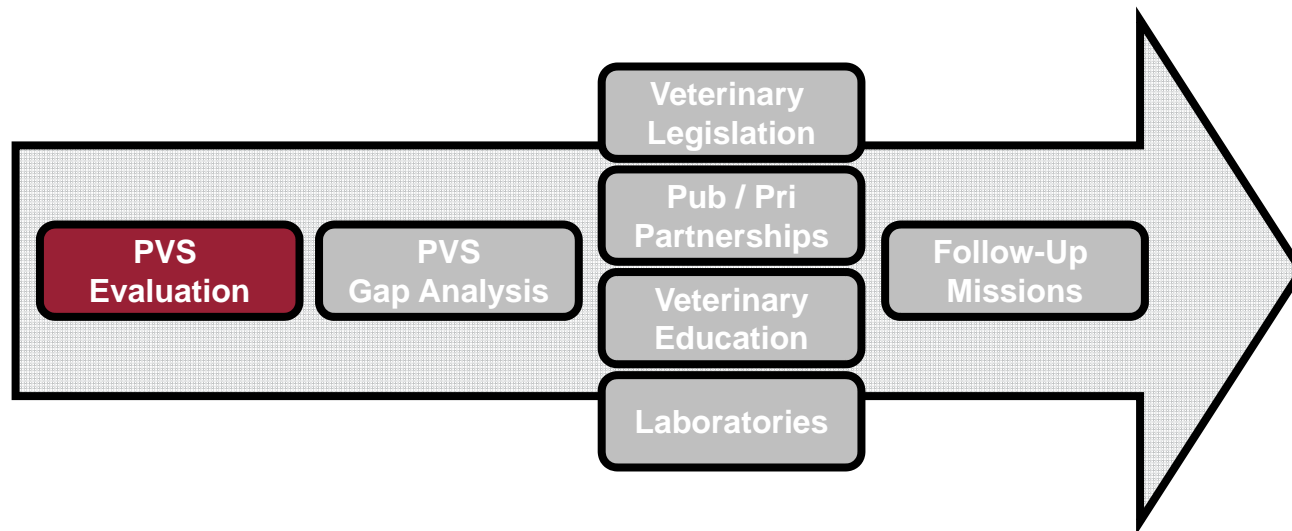 PVS
Evaluation
PVS
Gap Analysis
Veterinary
Legislation
Pub / Pri
Partnerships
Veterinary
Education
Laboratories
Follow-Up
Missions